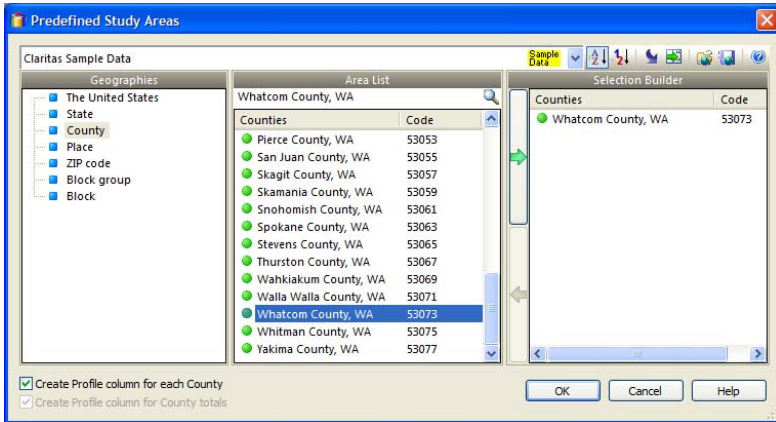 Predefined Study Areas
Claritas Sample Data
Sample Data
Geographies
The United States
State
County
Place
ZIP code
Block group
Block
Area List
Whatcom County, WA
Counties Code
Pierce County, WA 53053
San Juan County, WA 53055
Skagit County, WA 53057
Skamania County, WA 53059
Snohomish County, WA 53061
Spokane County, WA 53063
Stevens County, WA 53065
Thurston County, WA 53067
Wahkiakum County, WA 53069
Walla Walla County, WA 53071
Whatcom County, WA 53073
Whitman County, WA 53075
Yakima County, WA 53077
Selection Builder
Counties Code
Whatcom County, WA 53073
Create Profile column for each County
Create Profile column for County totals
OK Cancel Help